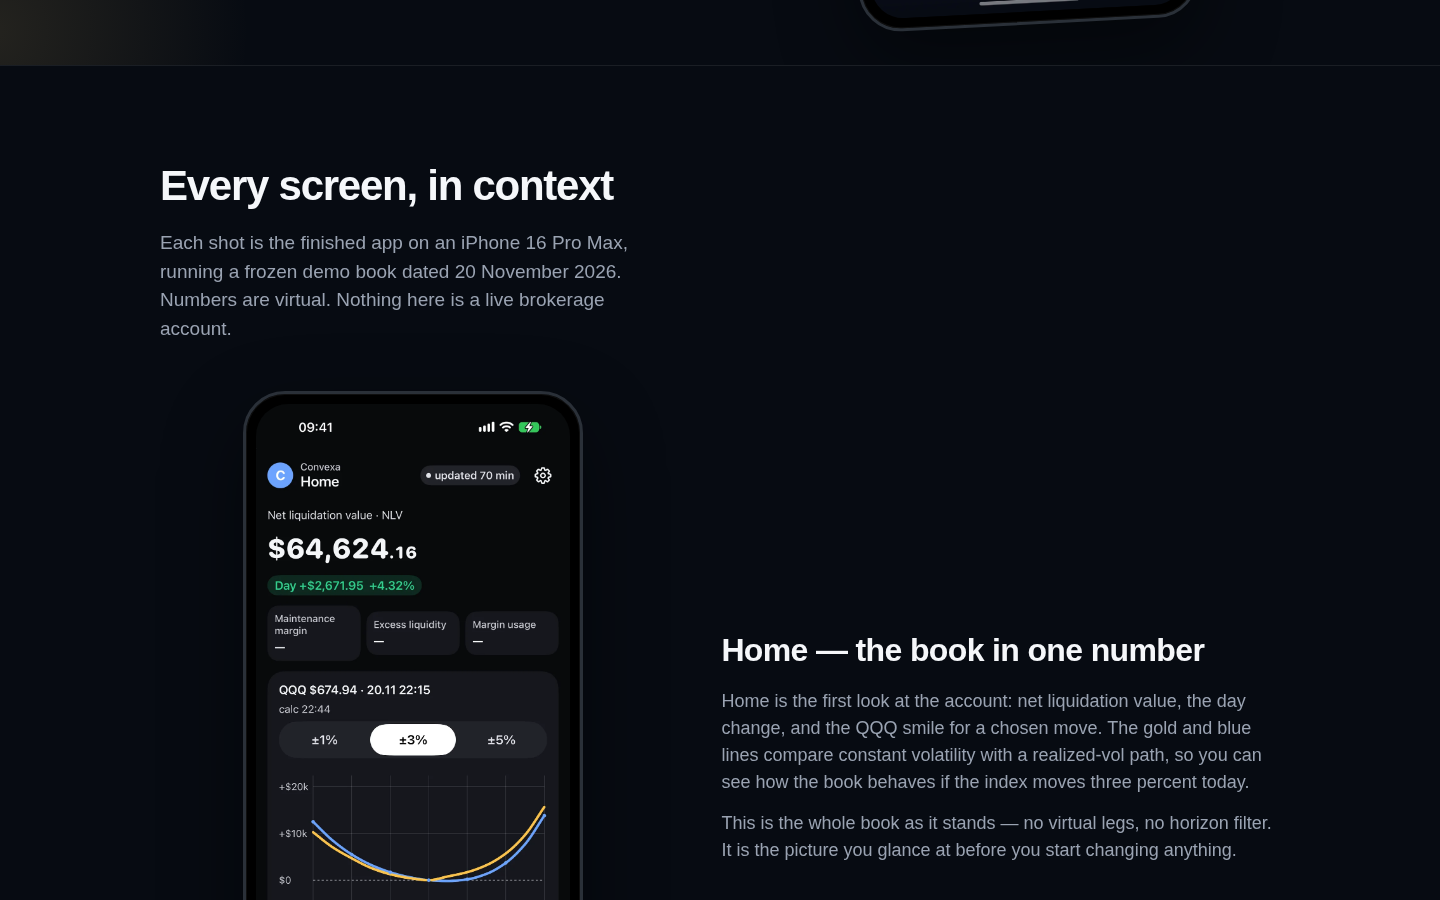 Every screen, in context
Each shot is the finished app on an iPhone 16 Pro Max,
running a frozen demo book dated 20 November 2026.
Numbers are virtual. Nothing here is a live brokerage
account.
09:41
C
Convexa
Home
updated 70 min
Net liquidation value · NLV
$64,624.16
Day +$2,671.95 +4.32%
Maintenance
margin
—
Excess liquidity
—
Margin usage
—
QQQ $674.94 · 20.11 22:15
calc 22:44
±1%
±3%
±5%
+$20k
+$10k
$0
Home — the book in one number
Home is the first look at the account: net liquidation value, the day
change, and the QQQ smile for a chosen move. The gold and blue
lines compare constant volatility with a realized-vol path, so you can
see how the book behaves if the index moves three percent today.
This is the whole book as it stands — no virtual legs, no horizon filter.
It is the picture you glance at before you start changing anything.